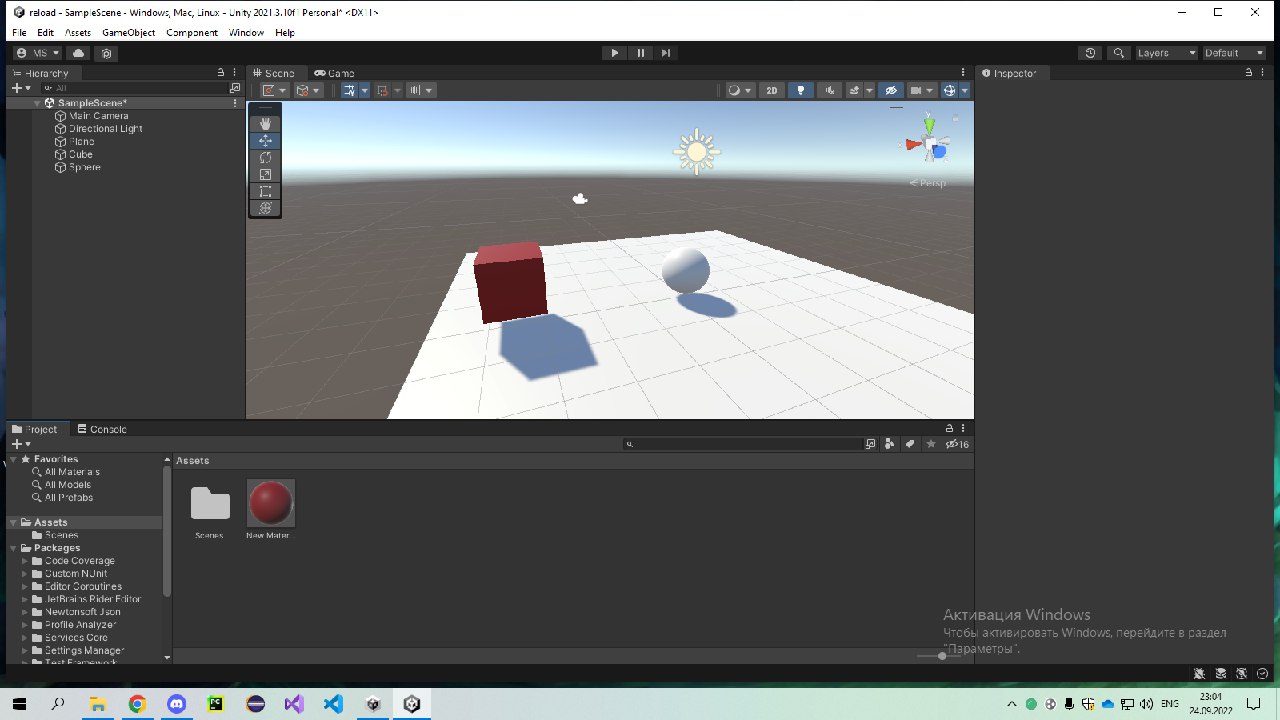 reload - SampleScene - Windows, Mac, Linux - Unity 2021.3.10f1 Personal* <DX11>
File Edit Assets GameObject Component Window Help
MS Layers Default
Hierarchy
All
SampleScene*
Main Camera
Directional Light
Plane
Cube
Sphere
Scene Game
2D
y
Persp
Inspector
Project Console
16
Favorites
All Materials
All Models
All Prefabs
Assets
Scenes
Packages
Code Coverage
Custom NUnit
Editor Coroutines
JetBrains Rider Editor
Newtonsoft Json
Profile Analyzer
Services Core
Settings Manager
Test Framework
Assets
Scenes New Mater...
Активация Windows
Чтобы активировать Windows, перейдите в раздел
"Параметры".
PC
ENG
23:04
24.09.2022